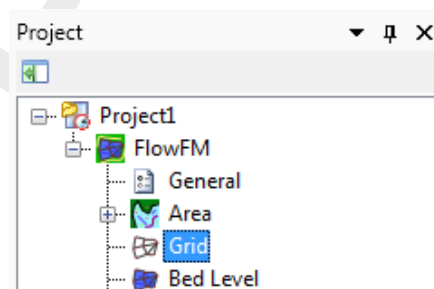 Project
Project1
FlowFM
General
Area
Grid
Bed Level